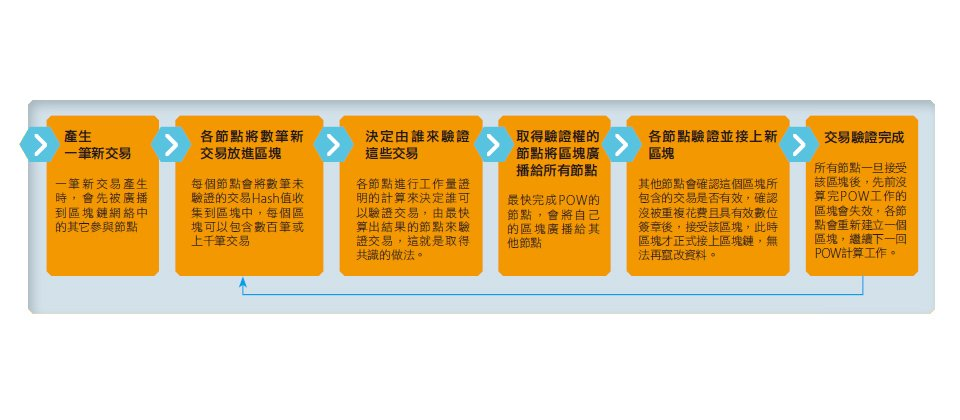 產生
一筆新交易
一筆新交易產生
時，會先被廣播
到區塊鏈網絡中
的其它參與節點
各節點將數筆新
交易放進區塊
每個節點會將數筆未
驗證的交易Hash值收
集到區塊中，每個區
塊可以包含數百筆或
上千筆交易
決定由誰來驗證
這些交易
各節點進行工作量證
明的計算來決定誰可
以驗證交易，由最快
算出結果的節點來驗
證交易，這就是取得
共識的做法。
取得驗證權的
節點將區塊廣
播給所有節點
最快完成POW的
節點，會將自己
的區塊廣播給其
他節點
各節點驗證並接上新
區塊
其他節點會確認這個區塊所
包含的交易是否有效，確認
沒被重複花費且具有效數位
簽章後，接受該區塊，此時
區塊才正式接上區塊鏈，無
法再竄改資料。
交易驗證完成
所有節點一旦接受
該區塊後，先前沒
算完POW工作的
區塊會失效，各節
點會重新建立一個
區塊，繼續下一回
POW計算工作。